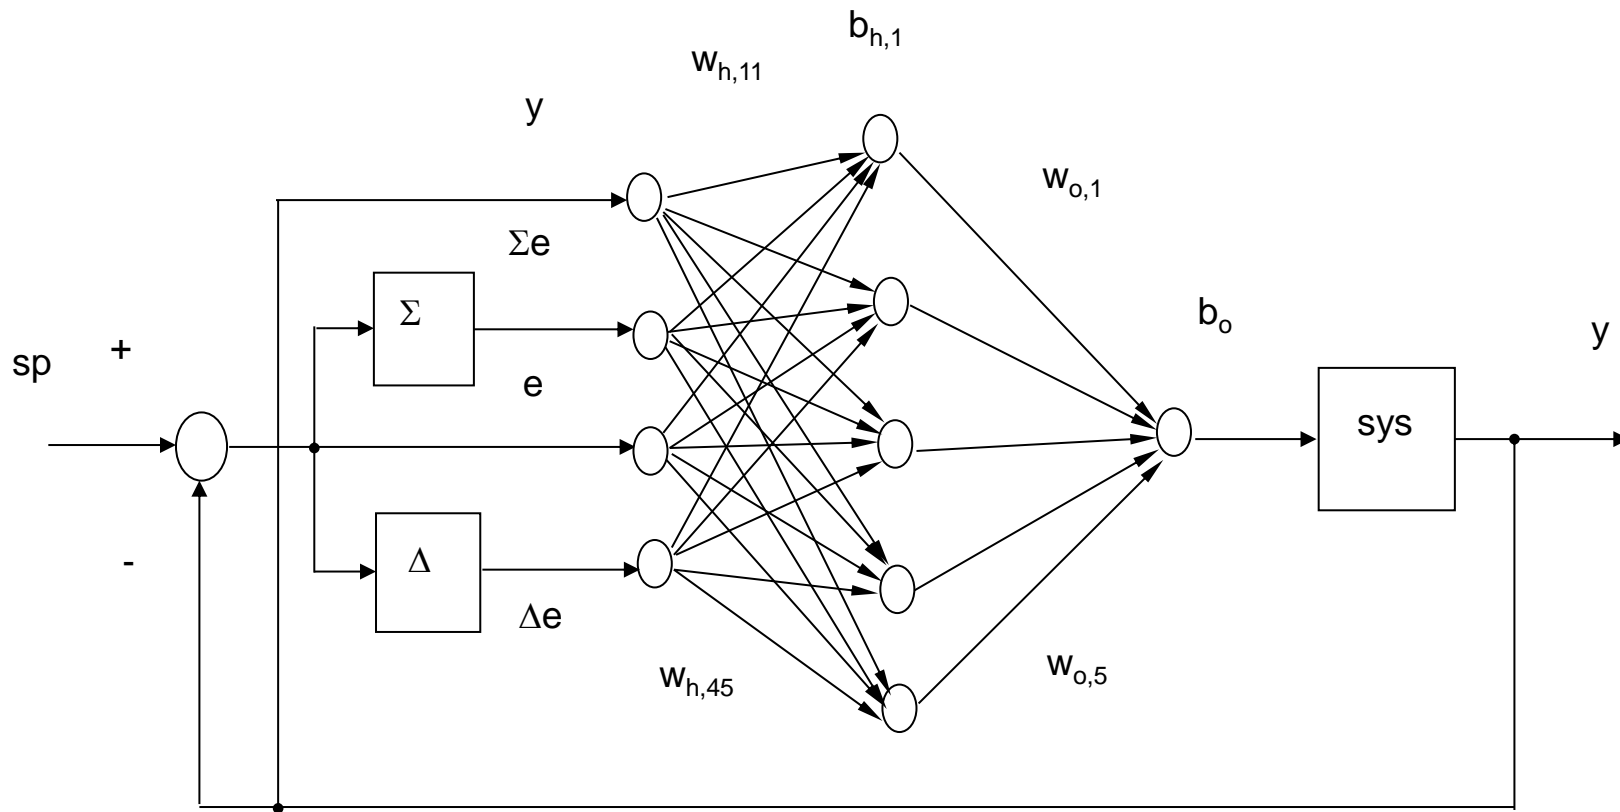 b_h,1
w_h,11
y
w_o,1
Σe
Σ
b_o
y
+
sp
e
sys
Δ
-
Δe
w_h,45
w_o,5